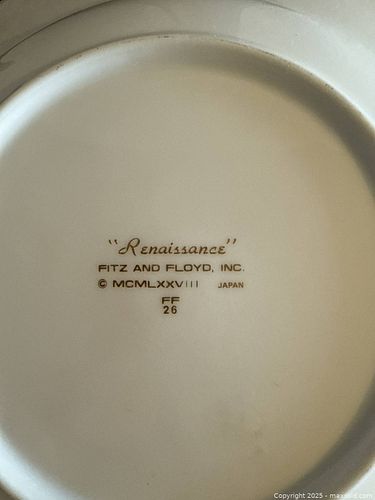 "Renaissance"
FITZ AND FLOYD, INC.
© MCMLXXVIII JAPAN
FF
26
Copyright 2025 - maxsold.com